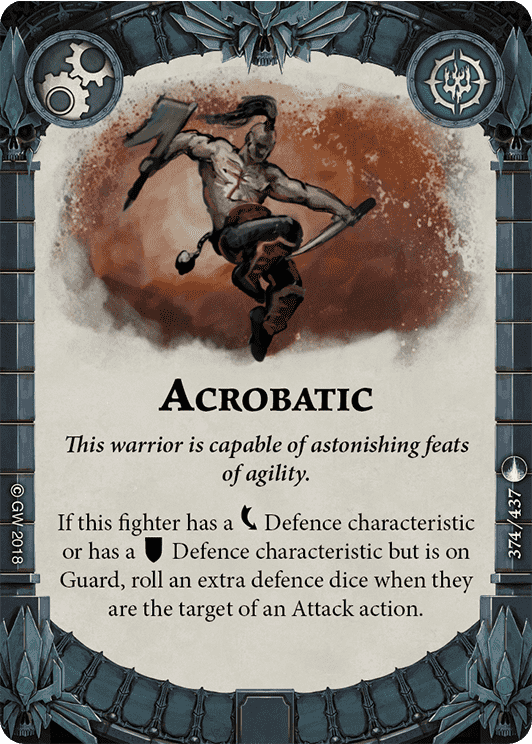 ACROBATIC
This warrior is capable of astonishing feats
of agility.
If this fighter has a Defence characteristic
or has a Defence characteristic but is on
Guard, roll an extra defence dice when they
are the target of an Attack action.
© GW 2018
374/437